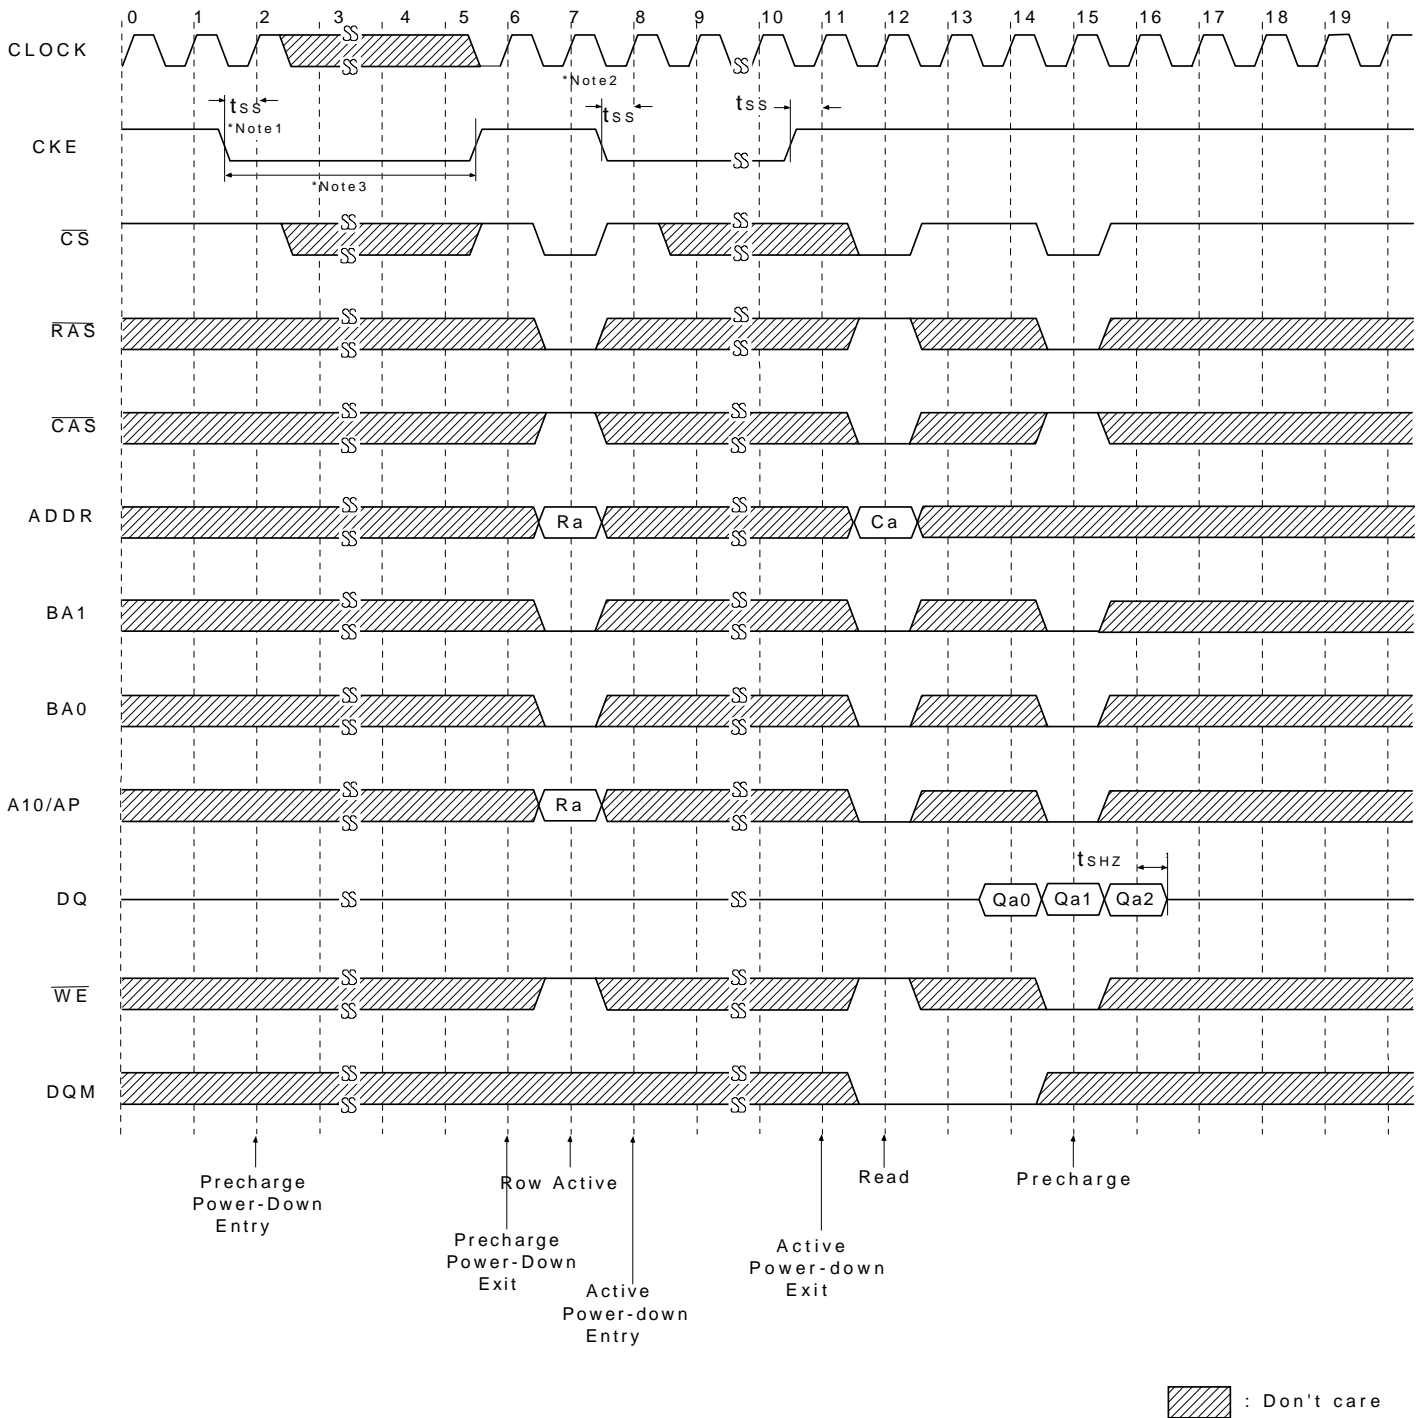 0 1 2 3 4 5 6 7 8 9 10 11 12 13 14 15 16 17 18 19
CLOCK
*Note2
tSS
tSS
tSS
*Note1
CKE
*Note3
CS
RAS
CAS
ADDR
Ra
Ca
BA1
BA0
A10/AP
Ra
tSHZ
DQ
Qa0
Qa1
Qa2
WE
DQM
Precharge
Power-Down
Entry
Row Active
Read
Precharge
Precharge
Power-Down
Exit
Active
Power-down
Exit
Active
Power-down
Entry
: Don't care